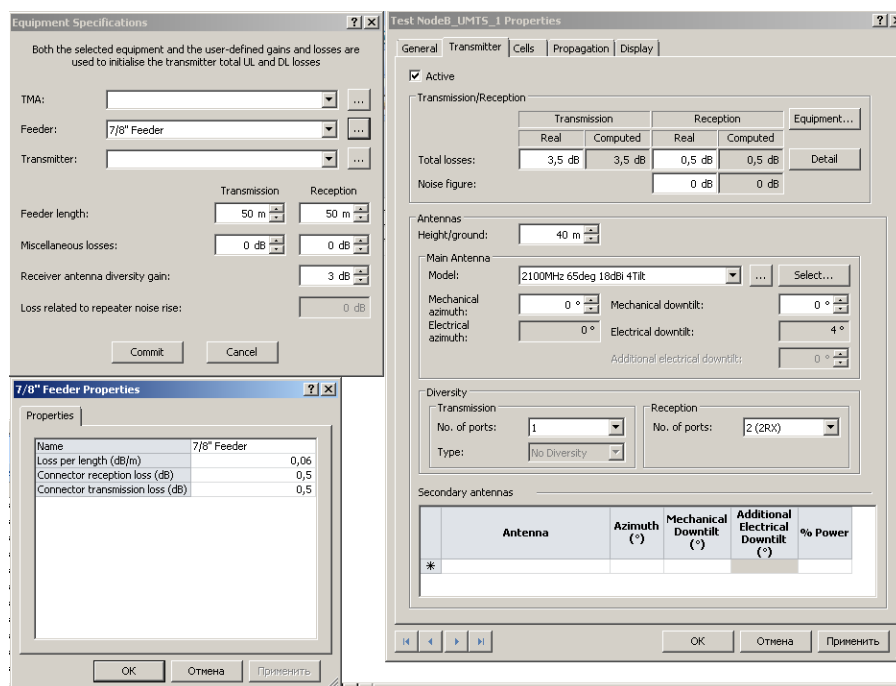 Equipment Specifications
Both the selected equipment and the user-defined gains and losses are
used to initialise the transmitter total UL and DL losses
TMA:
...
Feeder:
7/8" Feeder
...
Transmitter:
...
Transmission Reception
Feeder length:
50 m 50 m
Miscellaneous losses:
0 dB 0 dB
Receiver antenna diversity gain:
3 dB
Loss related to repeater noise rise:
0 dB
Commit Cancel
7/8" Feeder Properties
Properties
Name 7/8" Feeder
Loss per length (dB/m) 0,06
Connector reception loss (dB) 0,5
Connector transmission loss (dB) 0,5
OK Отмена Применить
Test NodeB_UMTS_1 Properties
General Transmitter Cells Propagation Display
Active
Transmission/Reception
Transmission Reception
Equipment...
Real Computed Real Computed
Total losses: 3,5 dB 3,5 dB 0,5 dB 0,5 dB
Detail
Noise figure: 0 dB 0 dB
Antennas
Height/ground: 40 m
Main Antenna
Model: 2100MHz 65deg 18dBi 4Tilt ... Select...
Mechanical
azimuth:
0 ° Mechanical downtilt: 0 °
Electrical
azimuth:
0 ° Electrical downtilt: 4 °
Additional electrical downtilt: 0 °
Diversity
Transmission Reception
No. of ports: 1 No. of ports: 2 (2RX)
Type: No Diversity
Secondary antennas
Antenna
Azimuth
(°)
Mechanical
Downtilt
(°)
Additional
Electrical
Downtilt
(°)
% Power
OK Отмена Применить